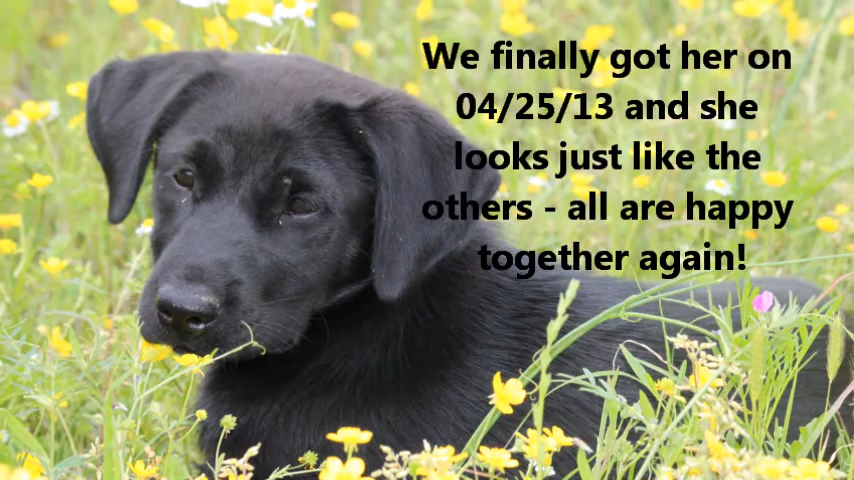 We finally got her on
04/25/13 and she
looks just like the
others - all are happy
together again!